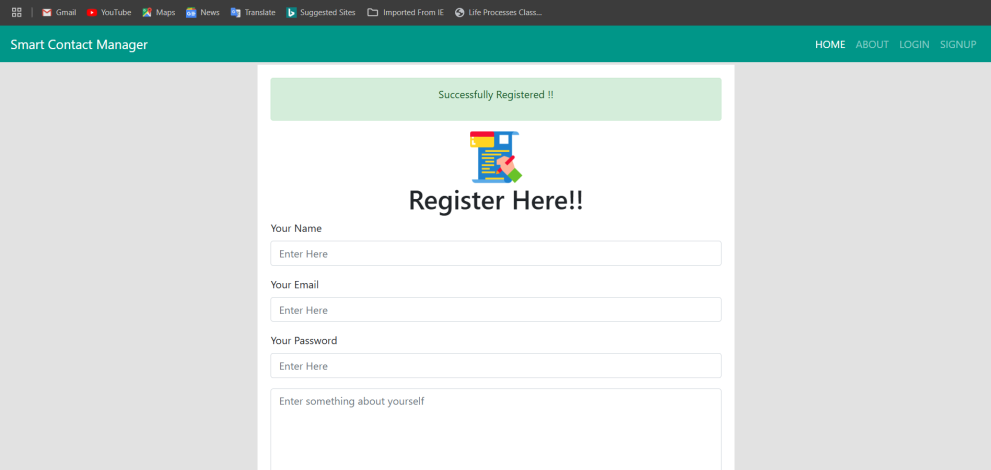 Gmail YouTube Maps News Translate Suggested Sites Imported From IE Life Processes Class...
Smart Contact Manager HOME ABOUT LOGIN SIGNUP
Successfully Registered !!
Register Here!!
Your Name
Enter Here
Your Email
Enter Here
Your Password
Enter Here
Enter something about yourself